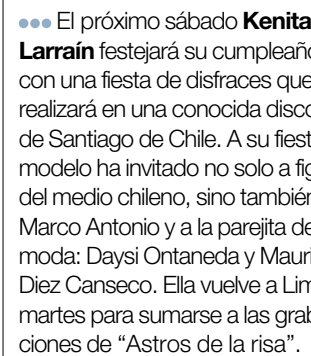 El próximo sábado Kenita
Larraín festejará su cumpleaño
con una fiesta de disfraces que
realizará en una conocida disco
de Santiago de Chile. A su fiest
modelo ha invitado no solo a fig
del medio chileno, sino también
Marco Antonio y a la parejita de
moda: Daysi Ontaneda y Mauri
Diez Canseco. Ella vuelve a Lim
martes para sumarse a las grab
ciones de “Astros de la risa”.